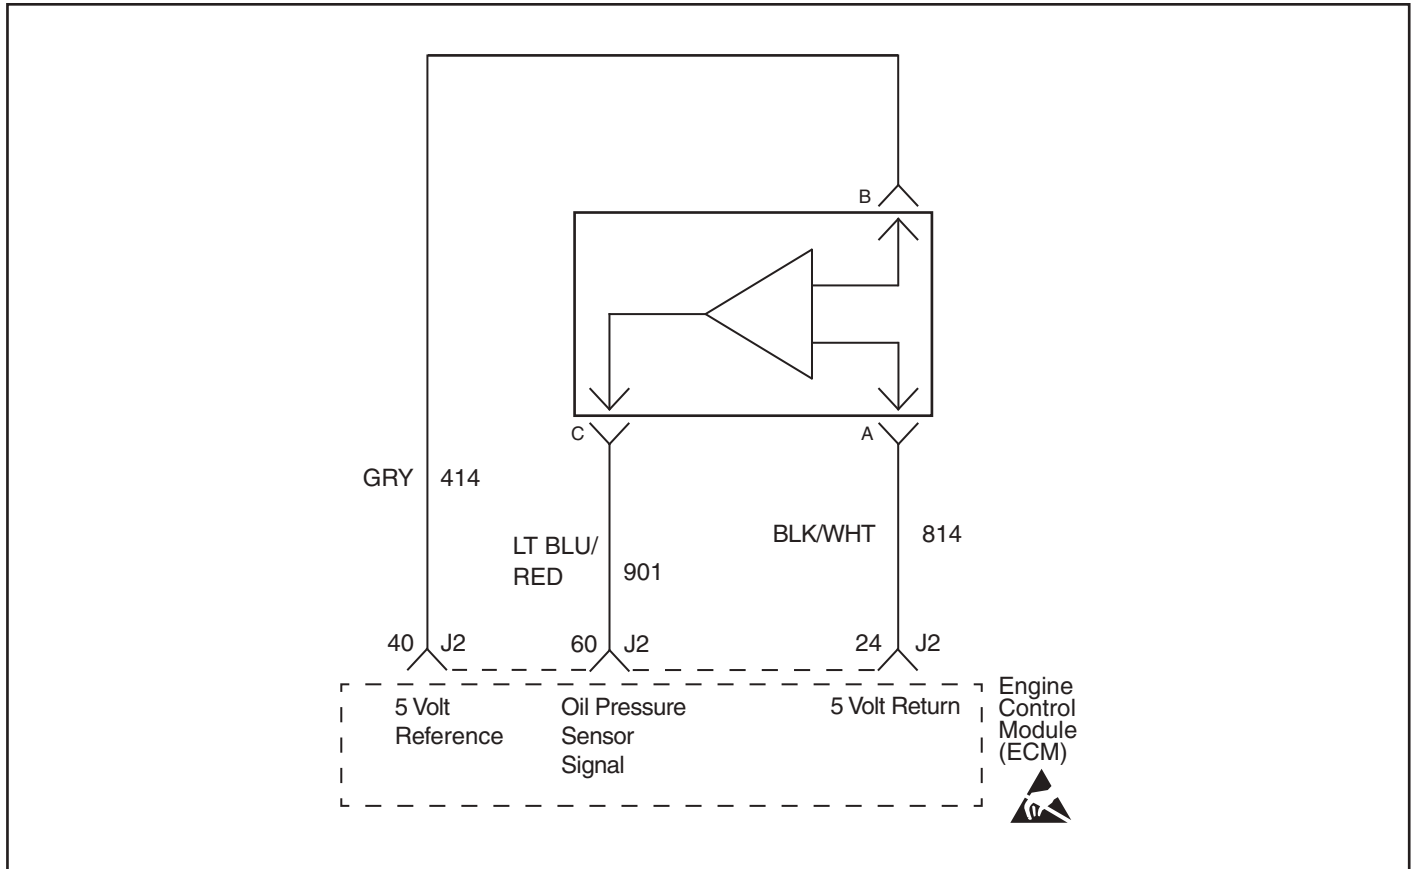 B
C
A
GRY 414
BLK/WHT 814
LT BLU/
RED
901
40 J2
60 J2
24 J2
5 Volt
Reference
Oil Pressure
Sensor
Signal
5 Volt Return
Engine
Control
Module
(ECM)